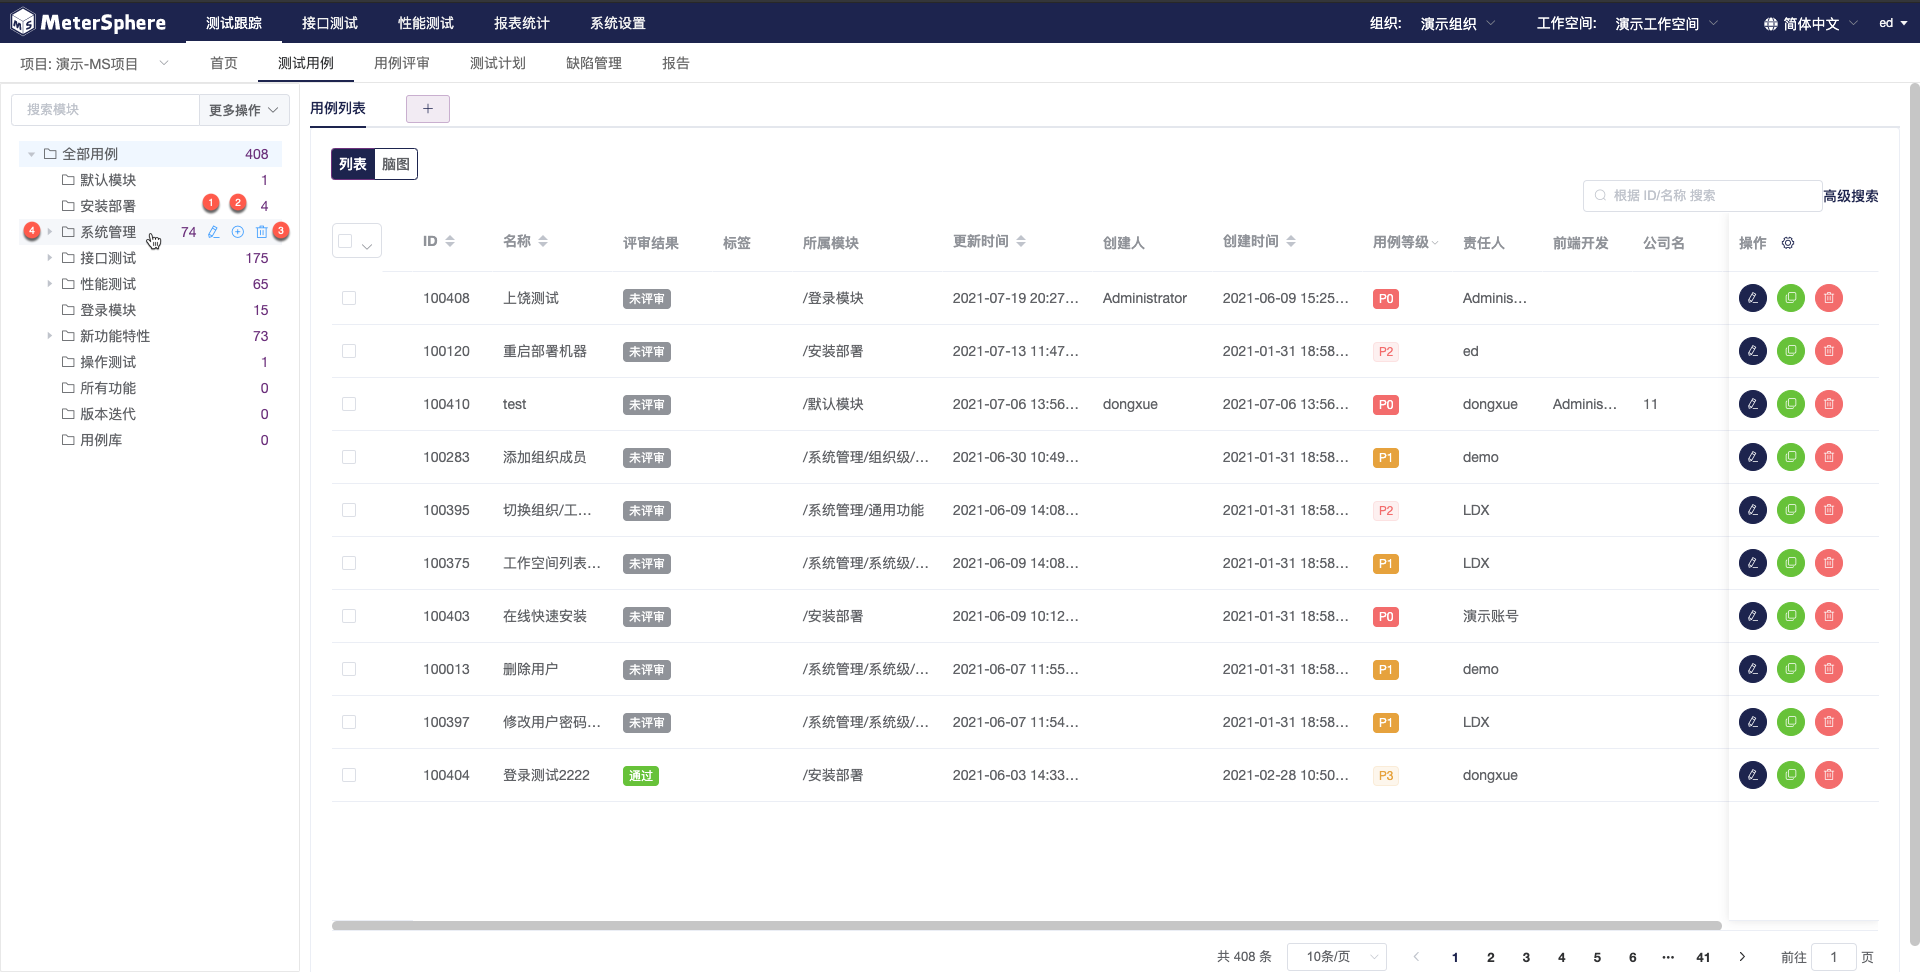 MeterSphere 测试跟踪 接口测试 性能测试 报表统计 系统设置 组织: 演示组织 工作空间: 演示工作空间 简体中文 ed
项目: 演示-MS项目 首页 测试用例 用例评审 测试计划 缺陷管理 报告
搜索模块 更多操作
全部用例 408
默认模块 1
安装部署 1 2 4
4 系统管理 74 3
接口测试 175
性能测试 65
登录模块 15
新功能特性 73
操作测试 1
所有功能 0
版本迭代 0
用例库 0
用例列表 +
列表 脑图
根据 ID/名称 搜索 高级搜索
ID 名称 评审结果 标签 所属模块 更新时间 创建人 创建时间 用例等级 责任人 前端开发 公司名 操作
100408 上饶测试 未评审 /登录模块 2021-07-19 20:27... Administrator 2021-06-09 15:25... P0 Adminis...
100120 重启部署机器 未评审 /安装部署 2021-07-13 11:47... 2021-01-31 18:58... P2 ed
100410 test 未评审 /默认模块 2021-07-06 13:56... dongxue 2021-07-06 13:56... P0 dongxue Adminis... 11
100283 添加组织成员 未评审 /系统管理/组织级/... 2021-06-30 10:49... 2021-01-31 18:58... P1 demo
100395 切换组织/工... 未评审 /系统管理/通用功能 2021-06-09 14:08... 2021-01-31 18:58... P2 LDX
100375 工作空间列表... 未评审 /系统管理/系统级/... 2021-06-09 14:08... 2021-01-31 18:58... P1 LDX
100403 在线快速安装 未评审 /安装部署 2021-06-09 10:12... 2021-01-31 18:58... P0 演示账号
100013 删除用户 未评审 /系统管理/系统级/... 2021-06-07 11:55... 2021-01-31 18:58... P1 demo
100397 修改用户密码... 未评审 /系统管理/系统级/... 2021-06-07 11:54... 2021-01-31 18:58... P1 LDX
100404 登录测试2222 通过 /安装部署 2021-06-03 14:33... 2021-02-28 10:50... P3 dongxue
共 408 条 10条/页 1 2 3 4 5 6 ... 41 前往 1 页